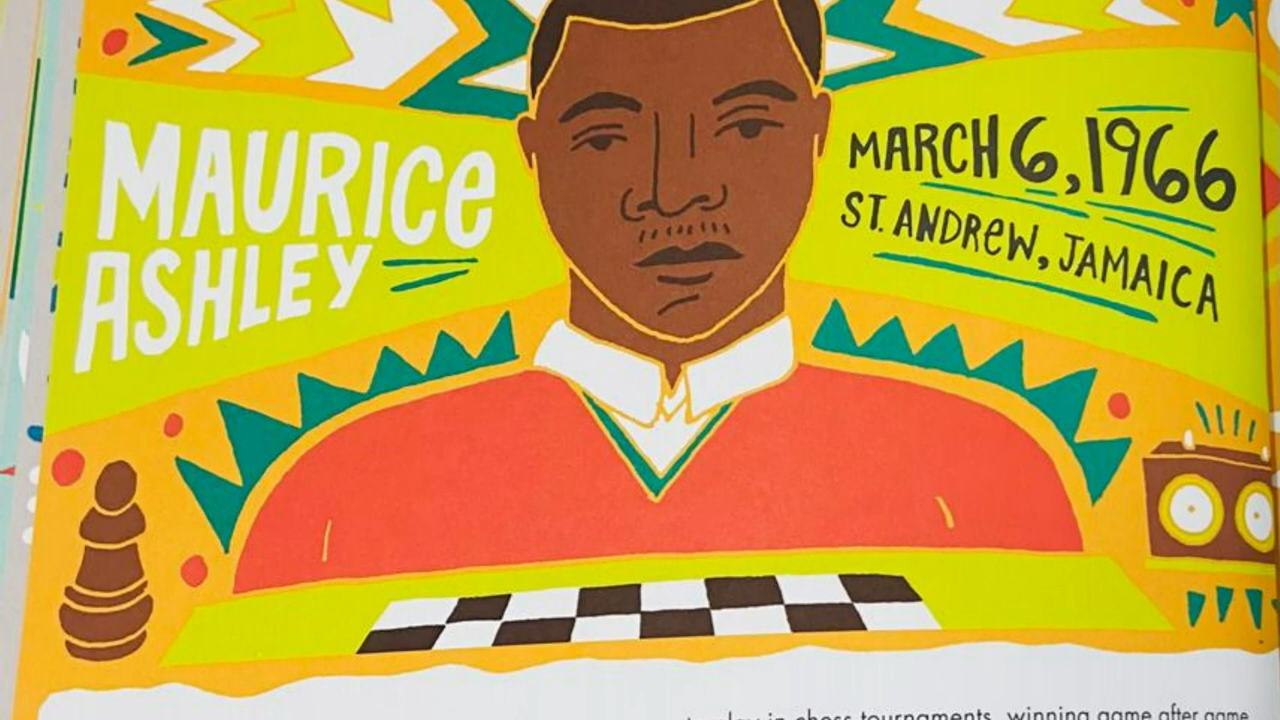 MAURICE
ASHLEY
MARCH 6, 1966
ST. ANDREW, JAMAICA
play in chess tournaments, winning game after game